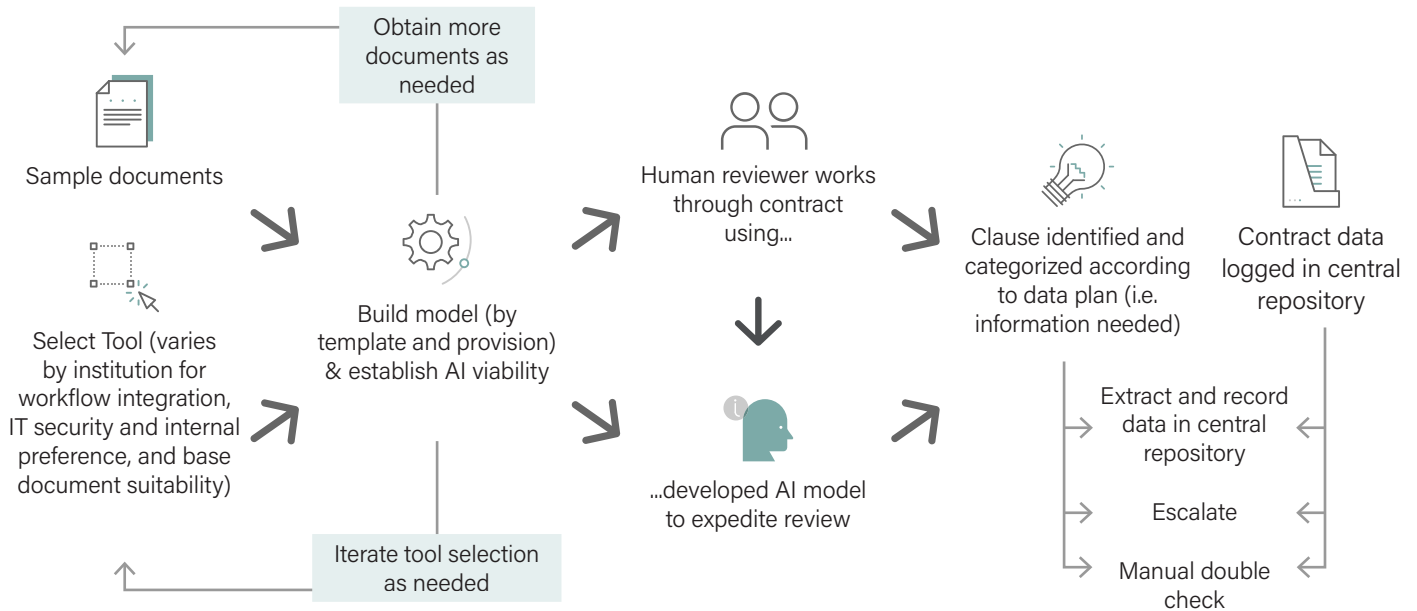 Obtain more
documents as
needed
Sample documents
Select Tool (varies
by institution for
workflow integration,
IT security and internal
preference, and base
document suitability)
Build model (by
template and provision)
& establish AI viability
Iterate tool selection
as needed
Human reviewer works
through contract
using...
i
...developed AI model
to expedite review
Clause identified and
categorized according
to data plan (i.e.
information needed)
Contract data
logged in central
repository
Extract and record
data in central
repository
Escalate
Manual double
check